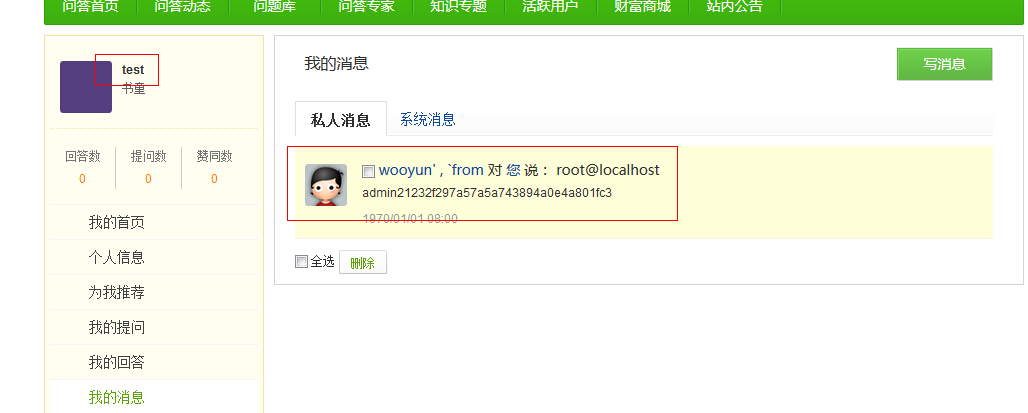 问答首页 问答动态 问题库 问答专家 知识专题 活跃用户 财富商城 站内公告
test
书童
回答数 提问数 赞同数
0 0 0
我的首页
个人信息
为我推荐
我的提问
我的回答
我的消息
我的消息 写消息
私人消息 系统消息
wooyun' , `from 对 您 说 : root@localhost
admin21232f297a57a5a743894a0e4a801fc3
1970/01/01 08:00
全选 删除